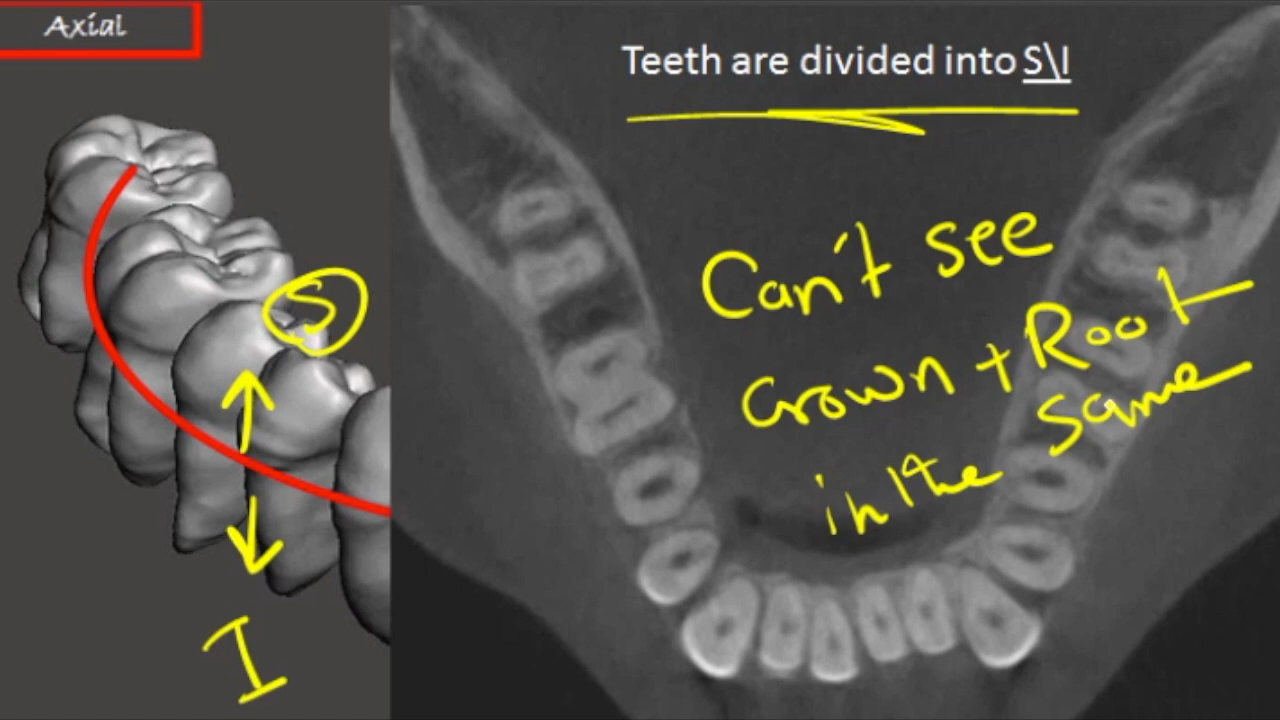 Axial
Teeth are divided into S\I
S
I
Can't see
crown + Root
in the same